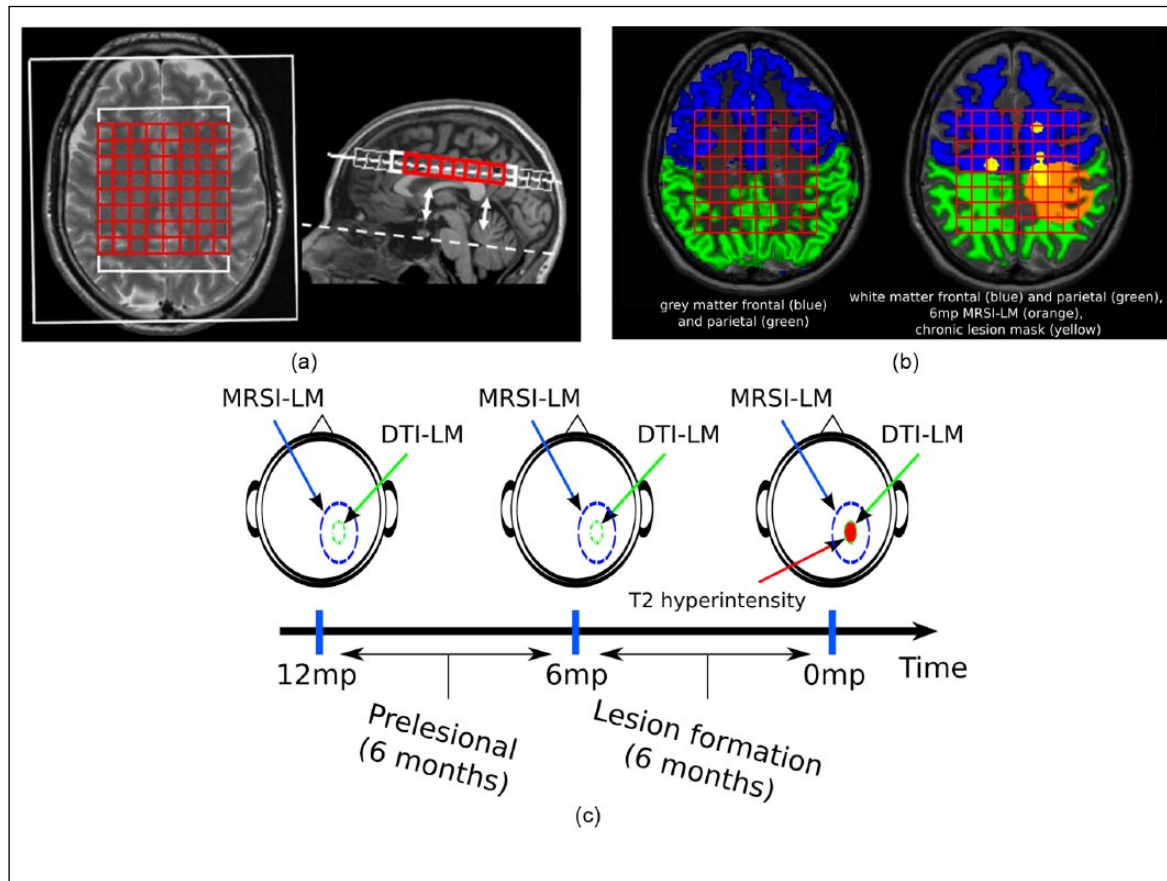 grey matter frontal (blue)
and parietal (green)
white matter frontal (blue) and parietal (green),
6mp MRSI-LM (orange),
chronic lesion mask (yellow)
(a)
(b)
MRSI-LM
DTI-LM
MRSI-LM
DTI-LM
MRSI-LM
DTI-LM
T2 hyperintensity
12mp
6mp
0mp
Time
Prelesional
(6 months)
Lesion formation
(6 months)
(c)